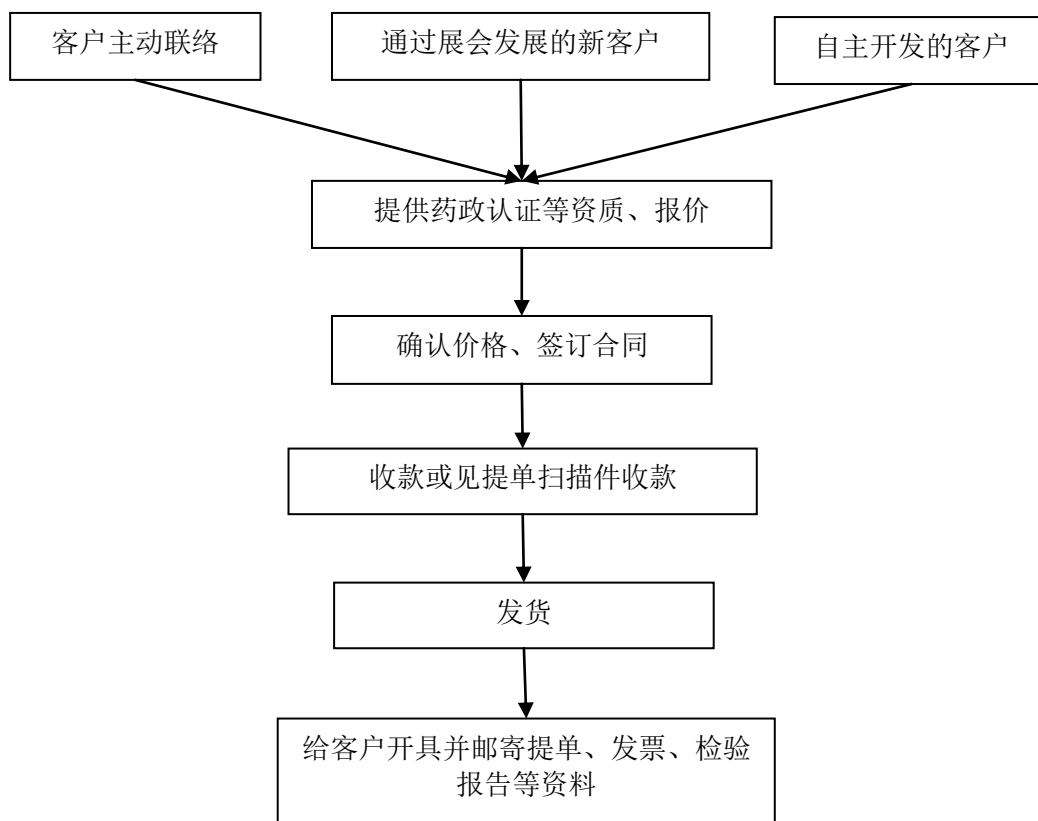 客户主动联络
通过展会发展的新客户
自主开发的客户
提供药政认证等资质、报价
确认价格、签订合同
收款或见提单扫描件收款
发货
给客户开具并邮寄提单、发票、检验
报告等资料